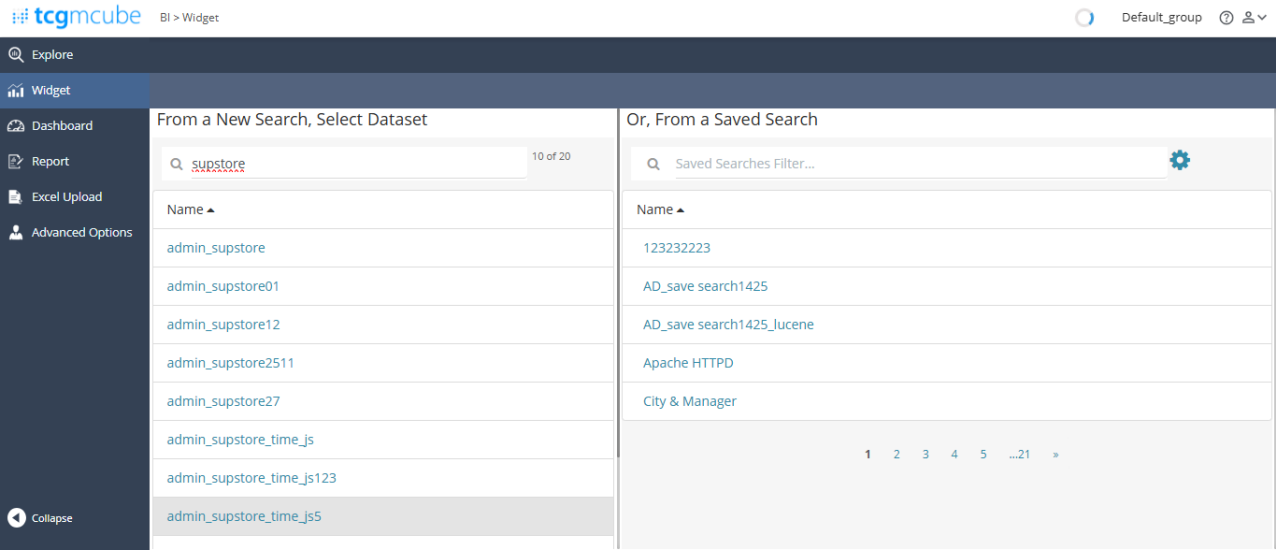 tcgmcube
BI > Widget
Default_group
Explore
Widget
Dashboard
Report
Excel Upload
Advanced Options
Collapse
From a New Search, Select Dataset
supstore
10 of 20
Name
admin_supstore
admin_supstore01
admin_supstore12
admin_supstore2511
admin_supstore27
admin_supstore_time_js
admin_supstore_time_js123
admin_supstore_time_js5
Or, From a Saved Search
Saved Searches Filter...
Name
123232223
AD_save search1425
AD_save search1425_lucene
Apache HTTPD
City & Manager
1 2 3 4 5 ...21 »